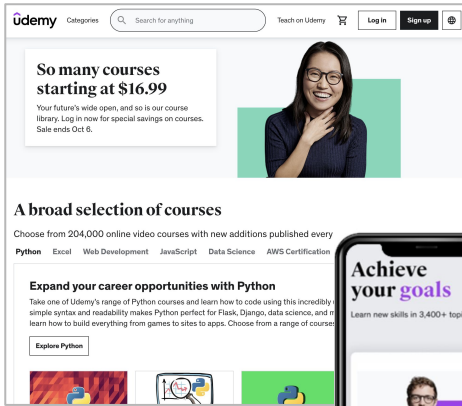 ûdemy Categories Search for anything Teach on Udemy Log in Sign up
So many courses
starting at $16.99
Your future's wide open, and so is our course
library. Log in now for special savings on courses.
Sale ends Oct 6.
A broad selection of courses
Choose from 204,000 online video courses with new additions published every
Python Excel Web Development JavaScript Data Science AWS Certification
Expand your career opportunities with Python
Take one of Udemy's range of Python courses and learn how to code using this incredibly
simple syntax and readability makes Python perfect for Flask, Django, data science, and
learn how to build everything from games to sites to apps. Choose from a range of courses
Explore Python
Achieve
your goals
Learn new skills in 3,400+